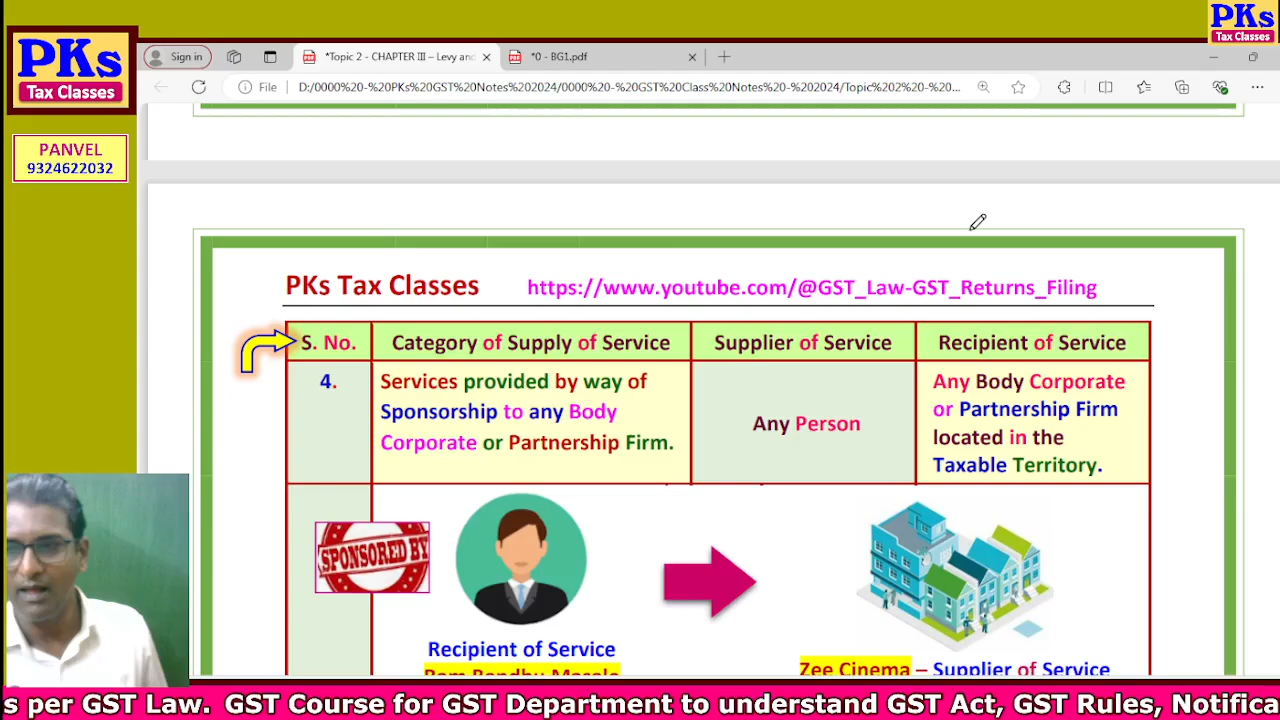 PKs
Tax Classes
PKs
Tax Classes
PANVEL
9324622032
Sign in
*Topic 2 - CHAPTER III – Levy and
*0 - BG1.pdf
File
D:/0000%20-%20PKs%20GST%20Notes%202024/0000%20-%20GST%20Class%20Notes%20-%202024/Topic%202%20-%20...
PKs Tax Classes
https://www.youtube.com/@GST_Law-GST_Returns_Filing
S. No.
Category of Supply of Service
Supplier of Service
Recipient of Service
4.
Services provided by way of
Sponsorship to any Body
Corporate or Partnership Firm.
Any Person
Any Body Corporate
or Partnership Firm
located in the
Taxable Territory.
SPONSORED BY
Recipient of Service
Ram Bandhu Masala
Zee Cinema – Supplier of Service
s per GST Law. GST Course for GST Department to understand GST Act, GST Rules, Notifica